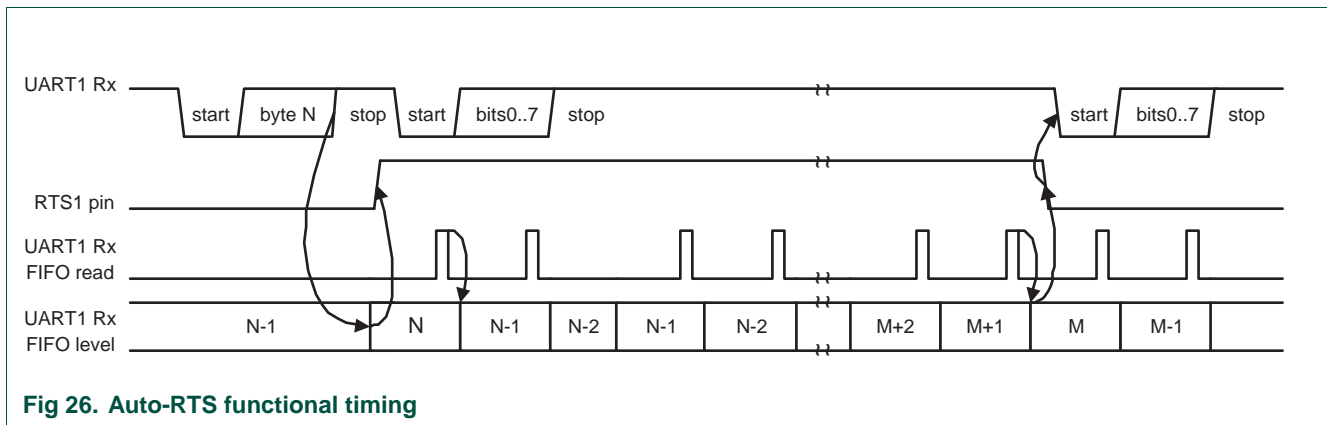 UART1 Rx
start byte N stop start bits0..7 stop start bits0..7 stop
RTS1 pin
UART1 Rx
FIFO read
UART1 Rx
FIFO level
N-1 N N-1 N-2 N-1 N-2 M+2 M+1 M M-1
Fig 26. Auto-RTS functional timing